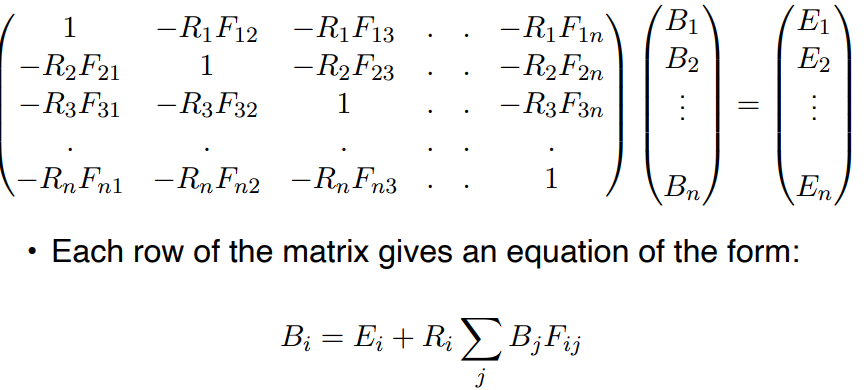 ( 1 −R₁F₁₂ −R₁F₁₃ . . −R₁F₁ₙ ) ( B₁ ) ( E₁ )
−R₂F₂₁ 1 −R₂F₂₃ . . −R₂F₂ₙ B₂ E₂
−R₃F₃₁ −R₃F₃₂ 1 . . −R₃F₃ₙ ⋮ = ⋮
. . . . . .
−RₙFₙ₁ −RₙFₙ₂ −RₙFₙ₃ . . 1 Bₙ Eₙ
• Each row of the matrix gives an equation of the form:
Bᵢ = Eᵢ + Rᵢ ∑ⱼ BⱼFᵢⱼ